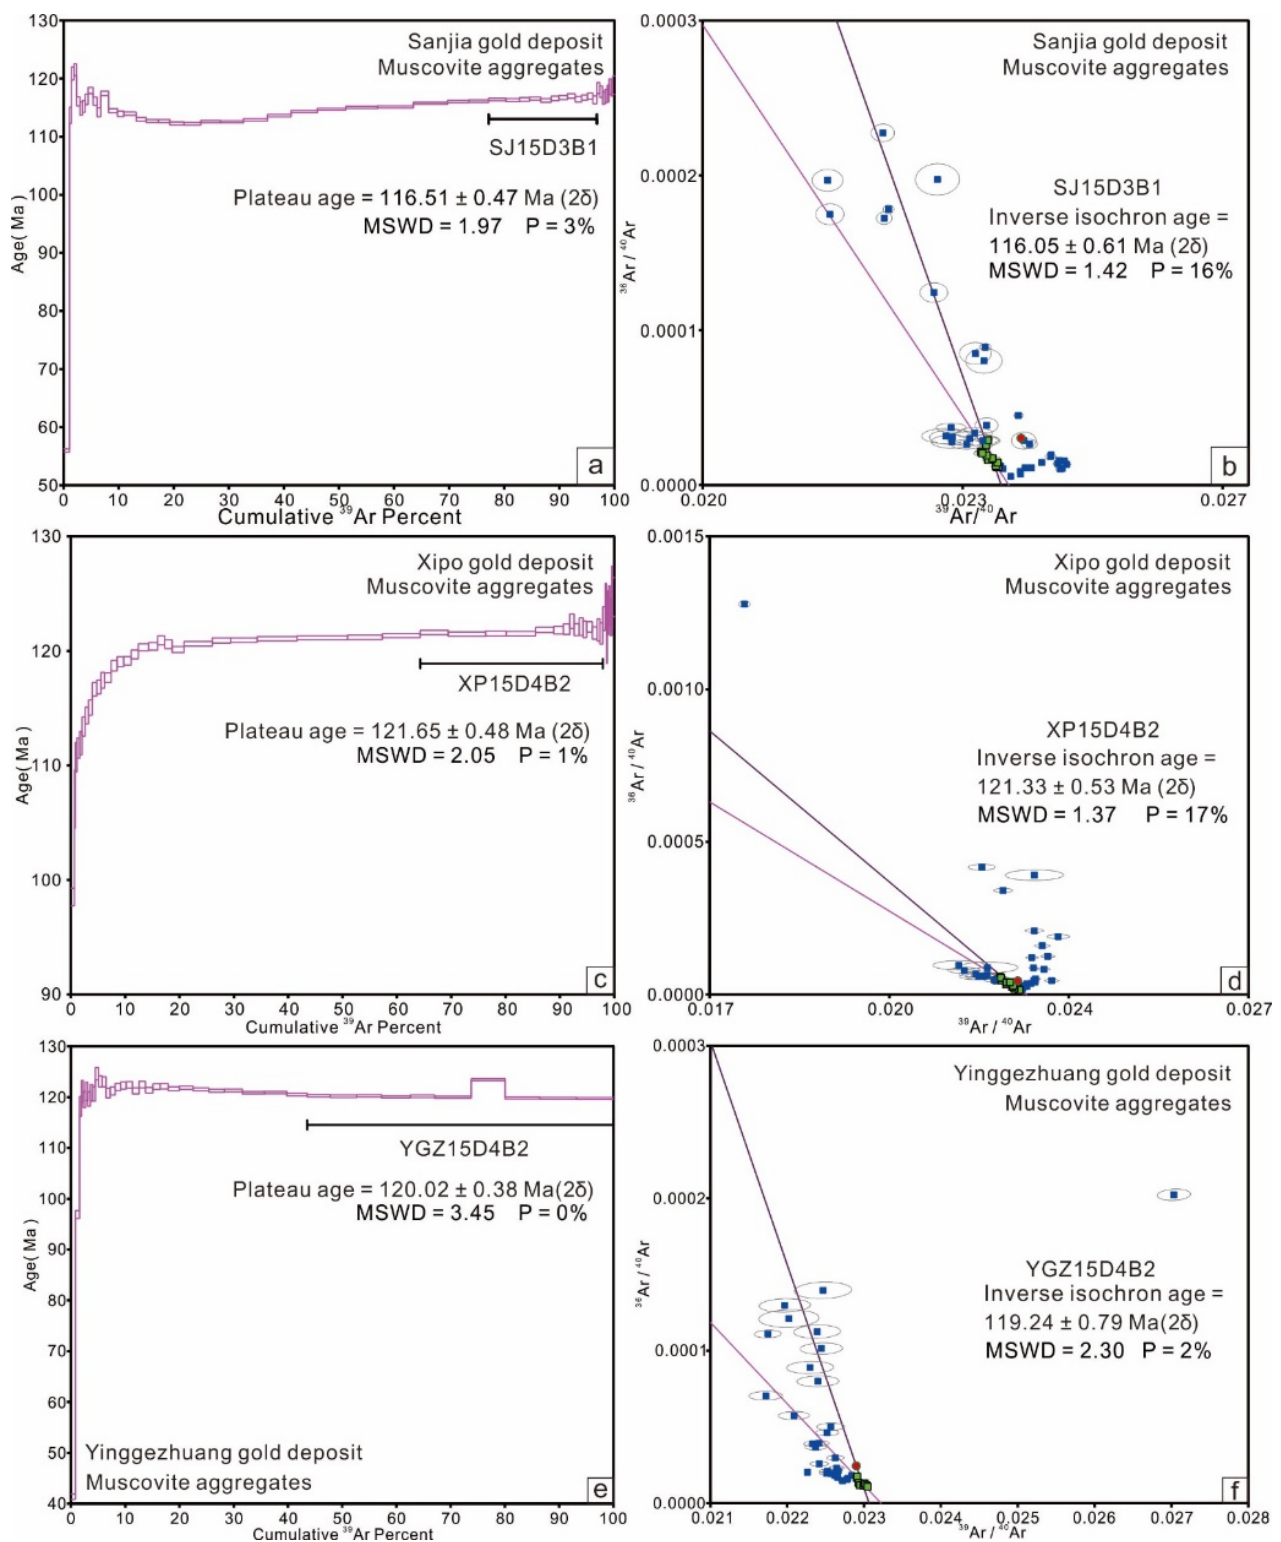 130
120
110
100
90
80
70
60
50
Age( Ma )
Sanjia gold deposit
Muscovite aggregates
SJ15D3B1
Plateau age = 116.51 ± 0.47 Ma (2δ)
MSWD = 1.97 P = 3%
a
0 10 20 30 40 50 60 70 80 90 100
Cumulative ³⁹Ar Percent
0.0003
0.0002
0.0001
0.0000
³⁶Ar / ⁴⁰Ar
Sanjia gold deposit
Muscovite aggregates
SJ15D3B1
Inverse isochron age =
116.05 ± 0.61 Ma (2δ)
MSWD = 1.42 P = 16%
b
0.020 0.023 0.027
³⁹Ar/⁴⁰Ar
130
120
110
100
90
Age( Ma )
Xipo gold deposit
Muscovite aggregates
XP15D4B2
Plateau age = 121.65 ± 0.48 Ma (2δ)
MSWD = 2.05 P = 1%
c
0 10 20 30 40 50 60 70 80 90 100
Cumulative ³⁹Ar Percent
0.0015
0.0010
0.0005
0.0000
³⁶Ar / ⁴⁰Ar
Xipo gold deposit
Muscovite aggregates
XP15D4B2
Inverse isochron age =
121.33 ± 0.53 Ma (2δ)
MSWD = 1.37 P = 17%
d
0.017 0.020 0.024 0.027
³⁹Ar / ⁴⁰Ar
130
120
110
100
90
80
70
60
50
40
Age( Ma )
YGZ15D4B2
Plateau age = 120.02 ± 0.38 Ma(2δ)
MSWD = 3.45 P = 0%
Yinggezhuang gold deposit
Muscovite aggregates
e
0 10 20 30 40 50 60 70 80 90 100
Cumulative ³⁹Ar Percent
0.0003
0.0002
0.0001
0.0000
³⁶Ar / ⁴⁰Ar
Yinggezhuang gold deposit
Muscovite aggregates
YGZ15D4B2
Inverse isochron age =
119.24 ± 0.79 Ma(2δ)
MSWD = 2.30 P = 2%
f
0.021 0.022 0.023 0.024 0.025 0.026 0.027 0.028
³⁹Ar / ⁴⁰Ar